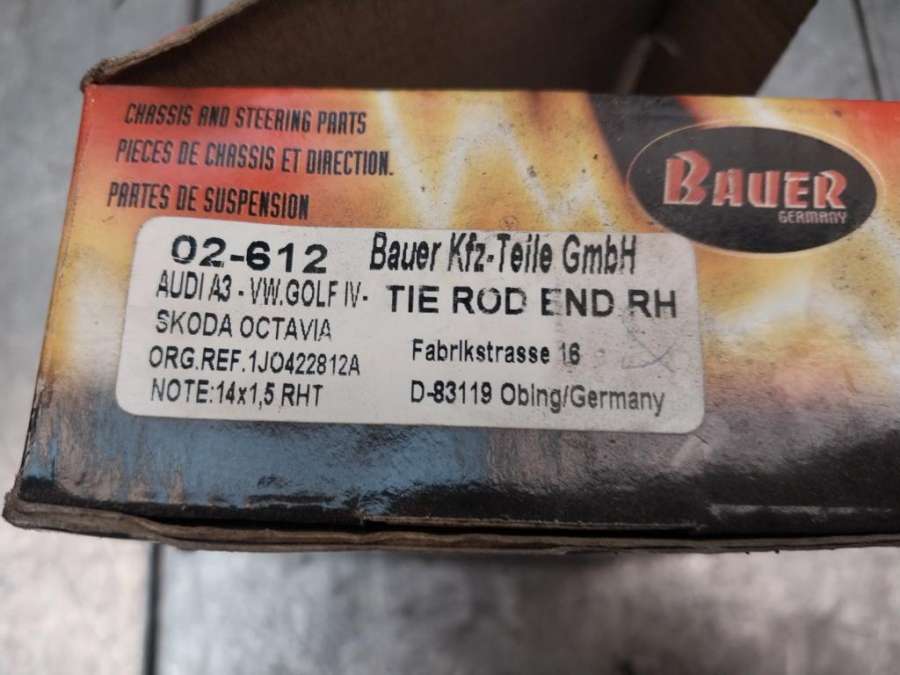 CHASSIS AND STEERING PARTS
PIECES DE CHASSIS ET DIRECTION.
PARTES DE SUSPENSION
BAUER
GERMANY
02-612 Bauer Kfz-Teile GmbH
AUDI A3 - VW.GOLF IV- TIE ROD END RH
SKODA OCTAVIA
ORG.REF.1JO422812A Fabrikstrasse 16
NOTE:14x1,5 RHT D-83119 Obing/Germany